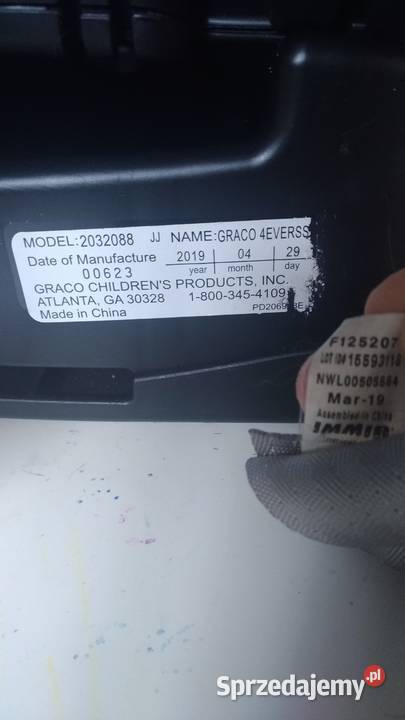 MODEL:2032088 JJ NAME:GRACO 4EVERSS
Date of Manufacture 2019 04 29
00623 year month day
GRACO CHILDREN'S PRODUCTS, INC.
ATLANTA, GA 30328 1-800-345-4109
Made in China
F125207
NWL00505564
Mar-19
Assembled in China
IMMIB
Sprzedajemy.pl